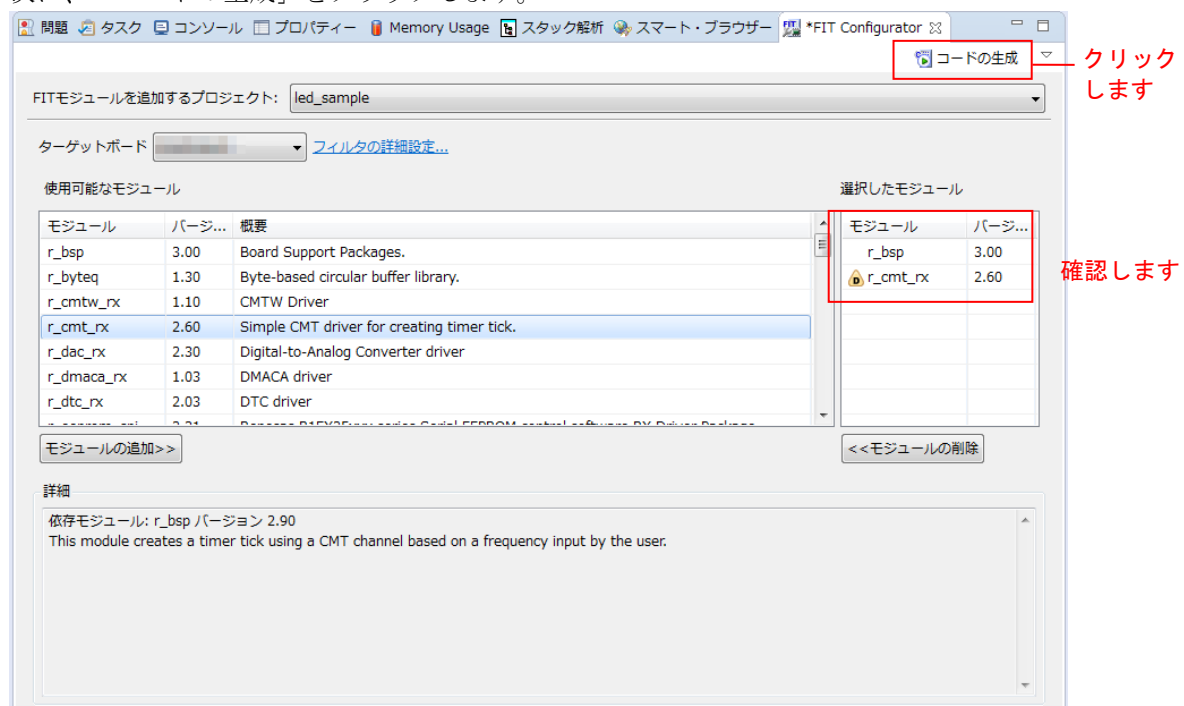 の生成」をクリックします。
問題 タスク コンソール プロパティー Memory Usage スタック解析 スマート・ブラウザー *FIT Configurator
コードの生成
クリック
します
FITモジュールを追加するプロジェクト: led_sample
ターゲットボード フィルタの詳細設定...
使用可能なモジュール 選択したモジュール
モジュール バージ... 概要 モジュール バージ...
r_bsp 3.00 Board Support Packages. r_bsp 3.00
r_byteq 1.30 Byte-based circular buffer library. r_cmt_rx 2.60
確認します
r_cmtw_rx 1.10 CMTW Driver
r_cmt_rx 2.60 Simple CMT driver for creating timer tick.
r_dac_rx 2.30 Digital-to-Analog Converter driver
r_dmaca_rx 1.03 DMACA driver
r_dtc_rx 2.03 DTC driver
モジュールの追加>> <<モジュールの削除
詳細
依存モジュール: r_bsp バージョン 2.90
This module creates a timer tick using a CMT channel based on a frequency input by the user.